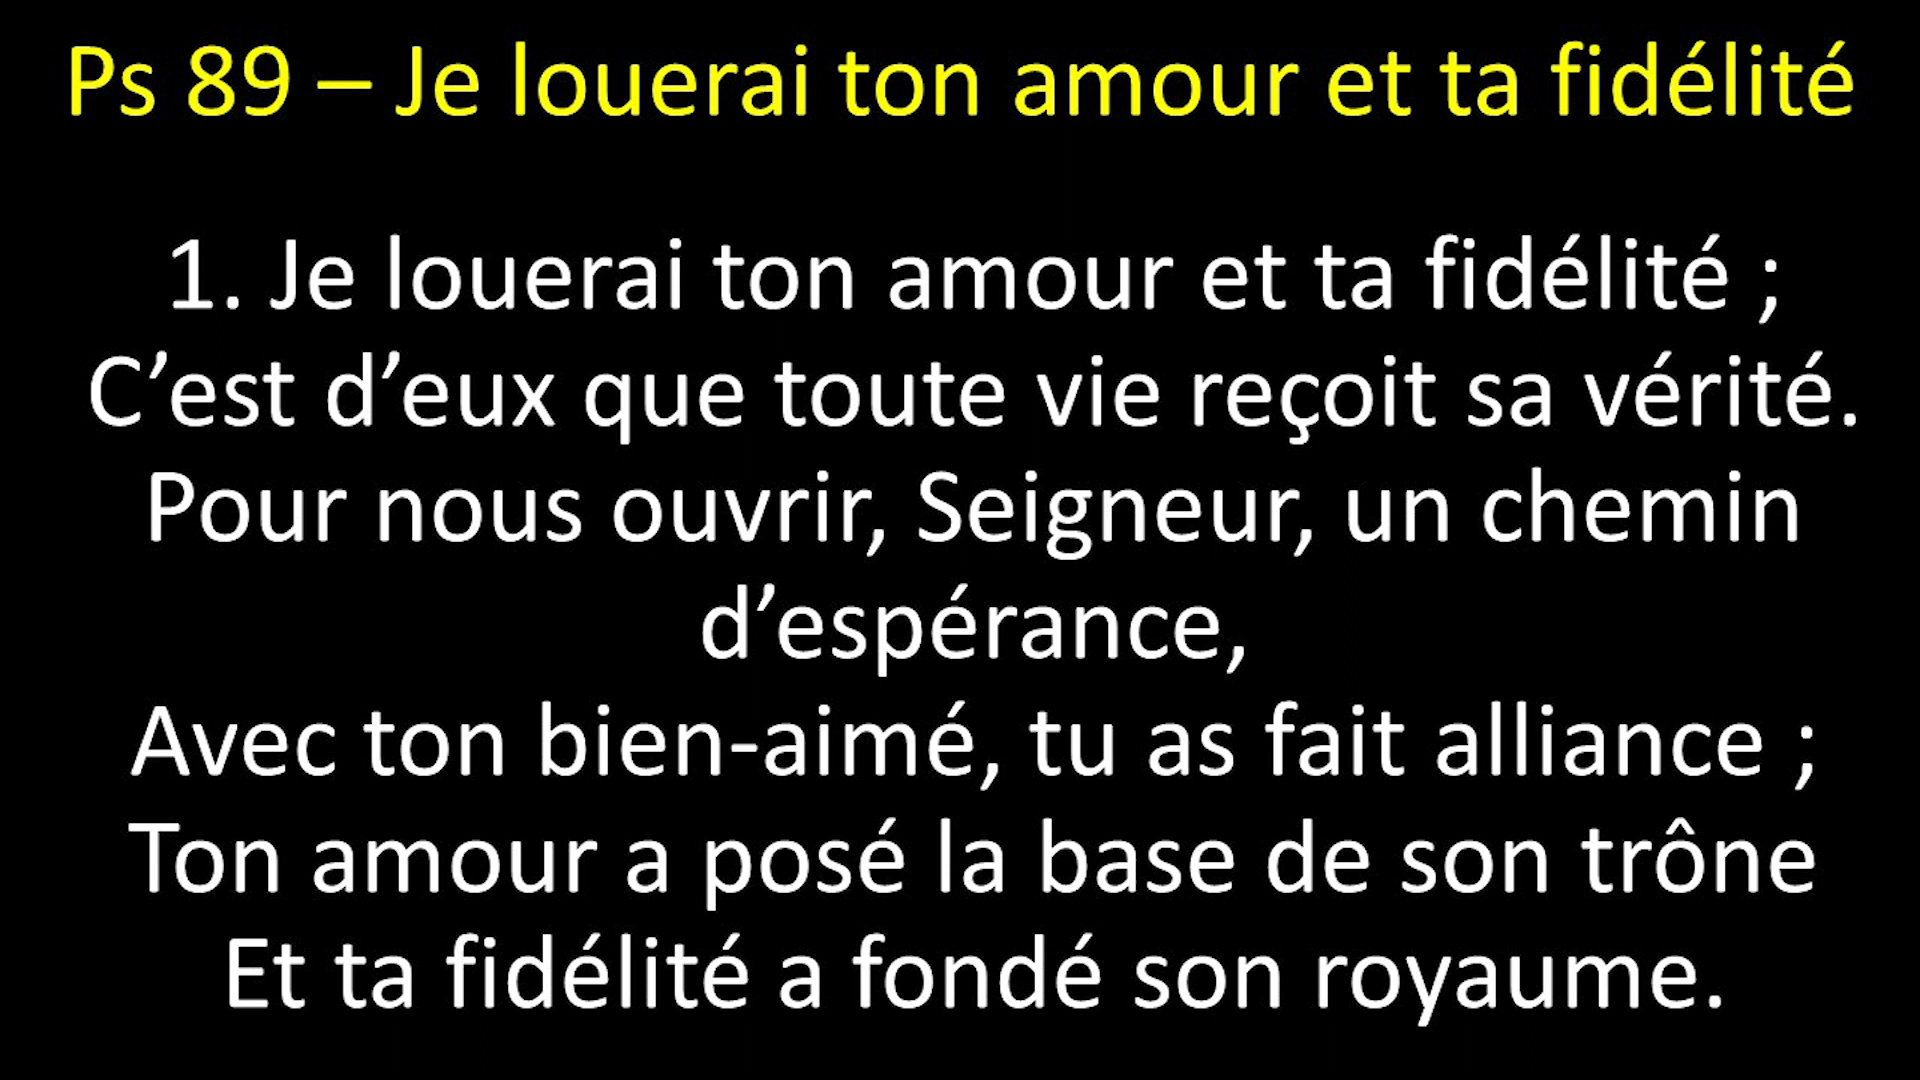 Ps 89 – Je louerai ton amour et ta fidélité
1. Je louerai ton amour et ta fidélité ;
C’est d’eux que toute vie reçoit sa vérité.
Pour nous ouvrir, Seigneur, un chemin
d’espérance,
Avec ton bien-aimé, tu as fait alliance ;
Ton amour a posé la base de son trône
Et ta fidélité a fondé son royaume.